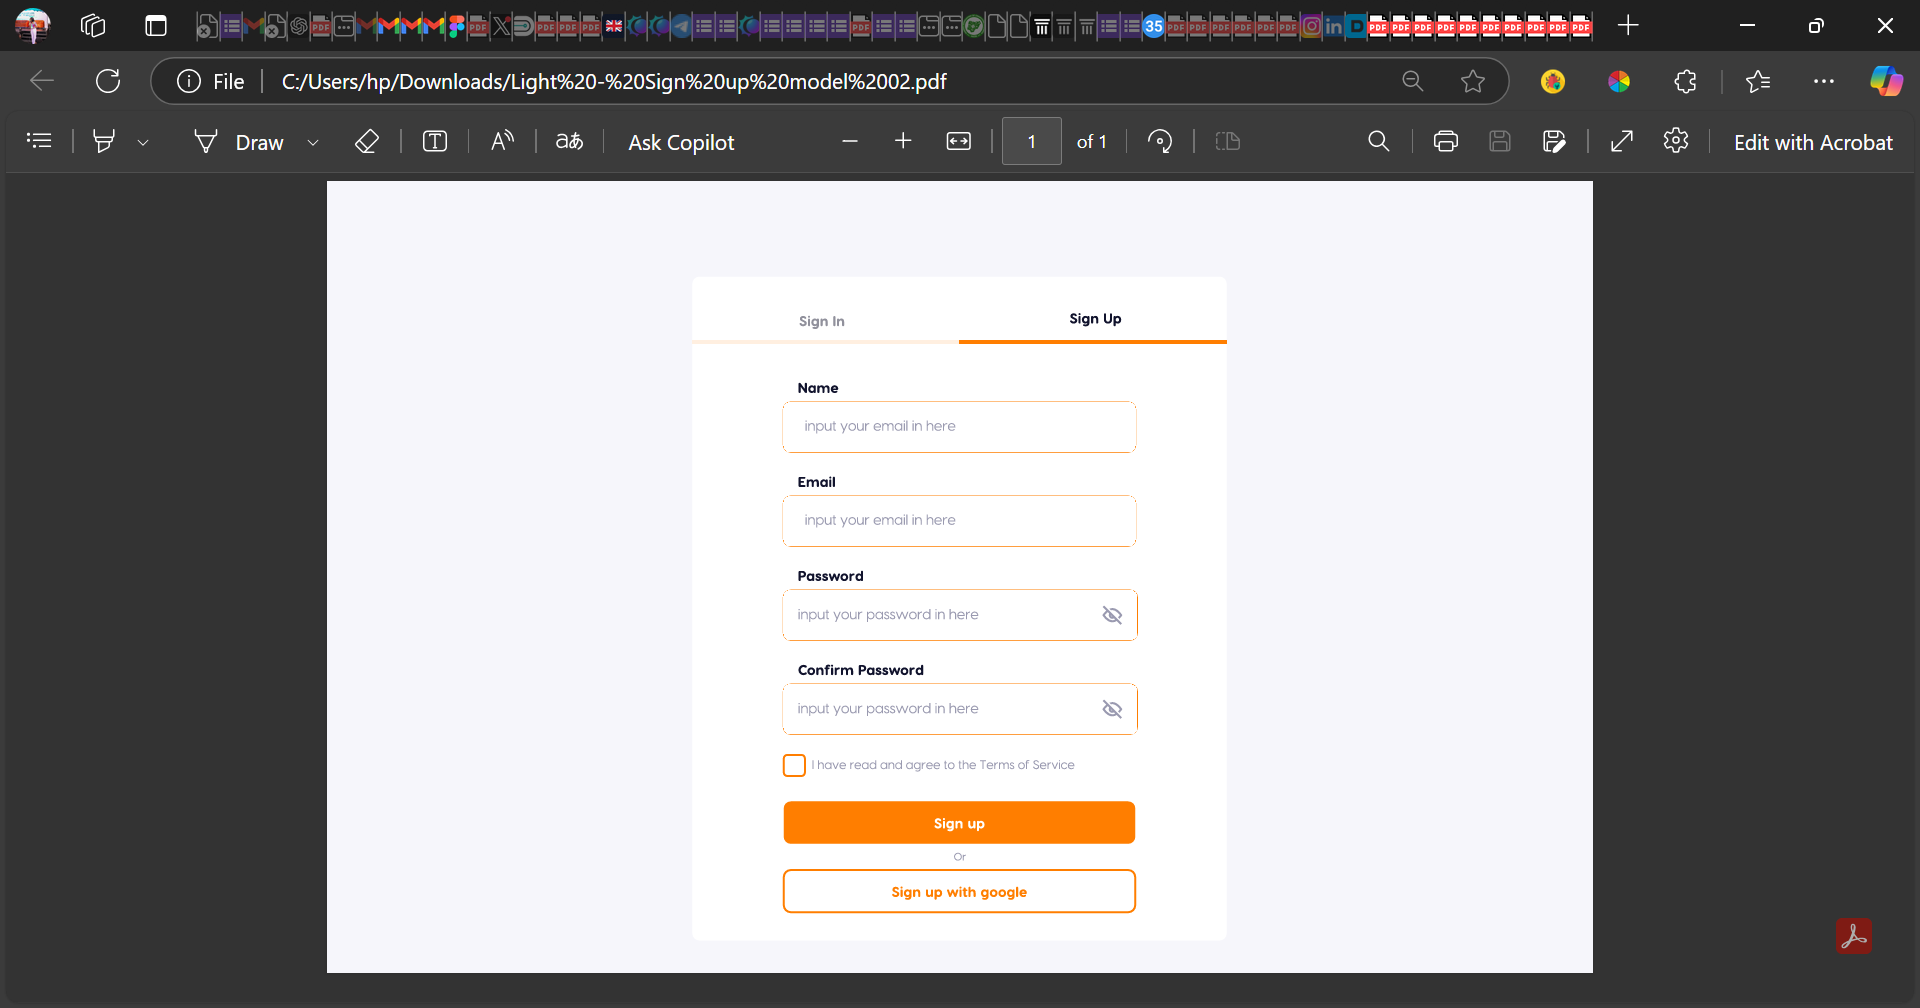 35
File
C:/Users/hp/Downloads/Light%20-%20Sign%20up%20model%2002.pdf
Draw
aあ
Ask Copilot
1
of 1
Edit with Acrobat
Sign In
Sign Up
Name
input your email in here
Email
input your email in here
Password
input your password in here
Confirm Password
input your password in here
I have read and agree to the Terms of Service
Sign up
Or
Sign up with google